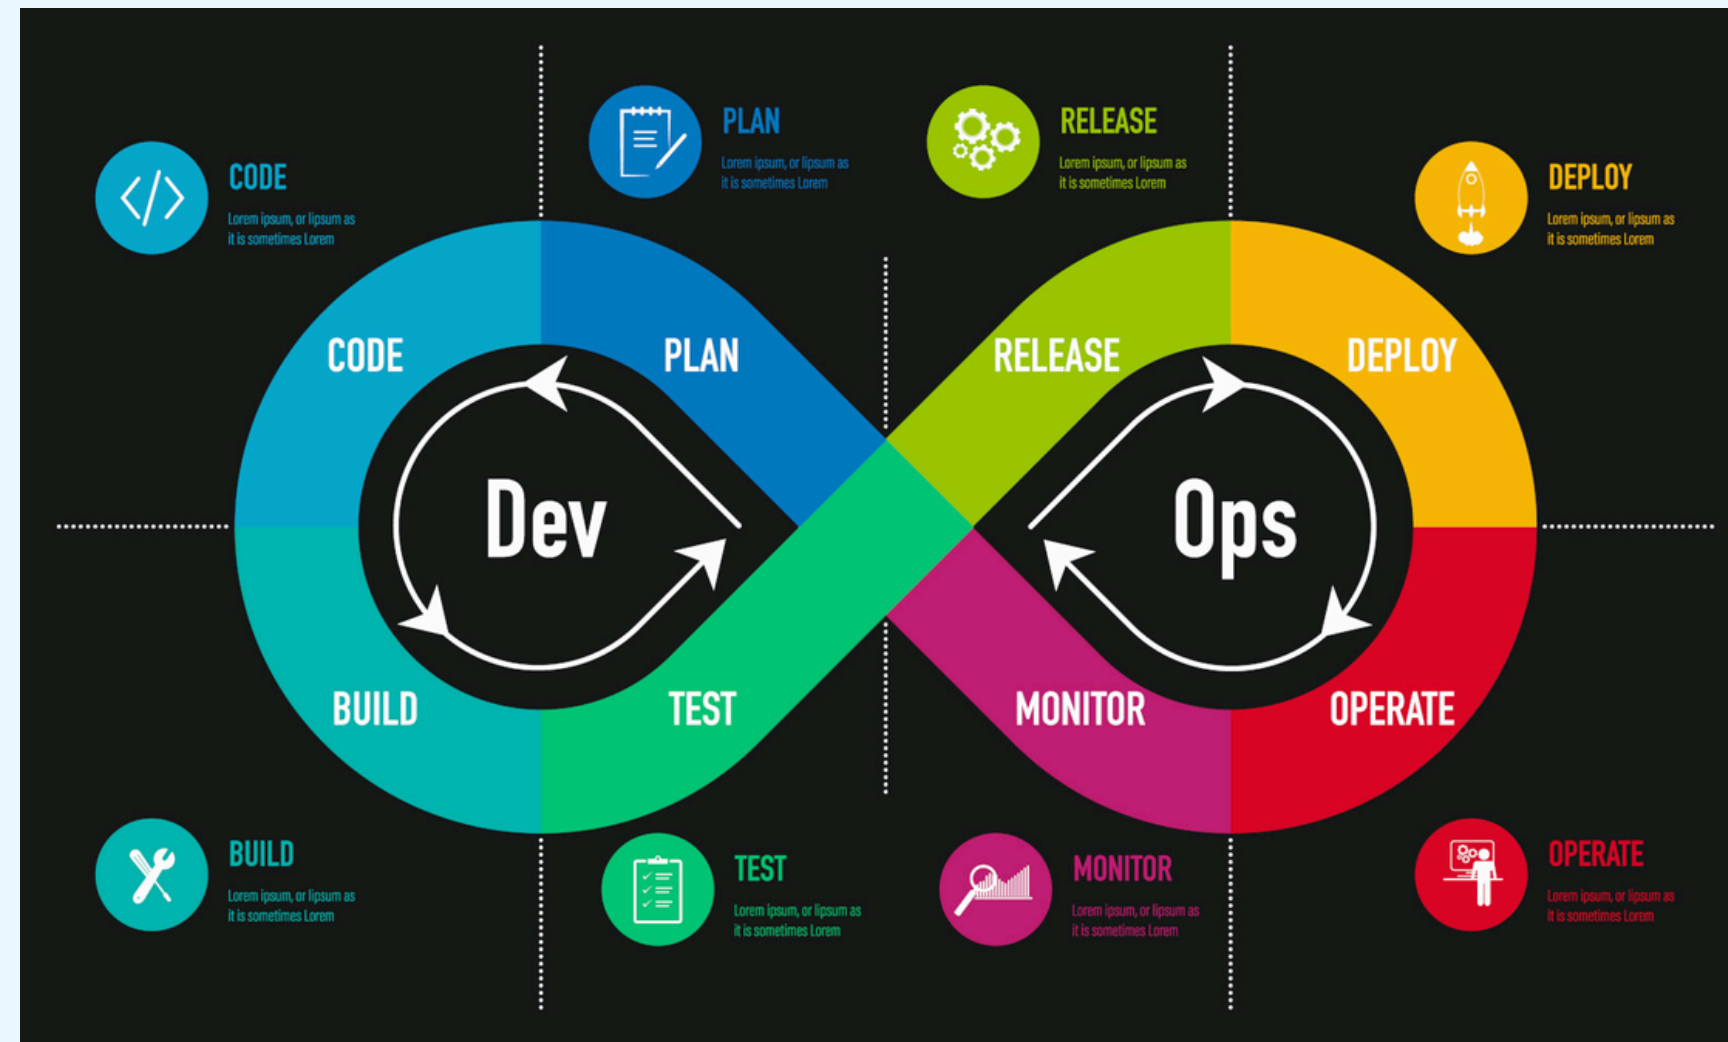 PLAN
Lorem ipsum, or lipsum as
it is sometimes Lorem
RELEASE
Lorem ipsum, or lipsum as
it is sometimes Lorem
CODE
Lorem ipsum, or lipsum as
it is sometimes Lorem
DEPLOY
Lorem ipsum, or lipsum as
it is sometimes Lorem
CODE
PLAN
RELEASE
DEPLOY
Dev
Ops
BUILD
TEST
MONITOR
OPERATE
BUILD
Lorem ipsum, or lipsum as
it is sometimes Lorem
TEST
Lorem ipsum, or lipsum as
it is sometimes Lorem
MONITOR
Lorem ipsum, or lipsum as
it is sometimes Lorem
OPERATE
Lorem ipsum, or lipsum as
it is sometimes Lorem